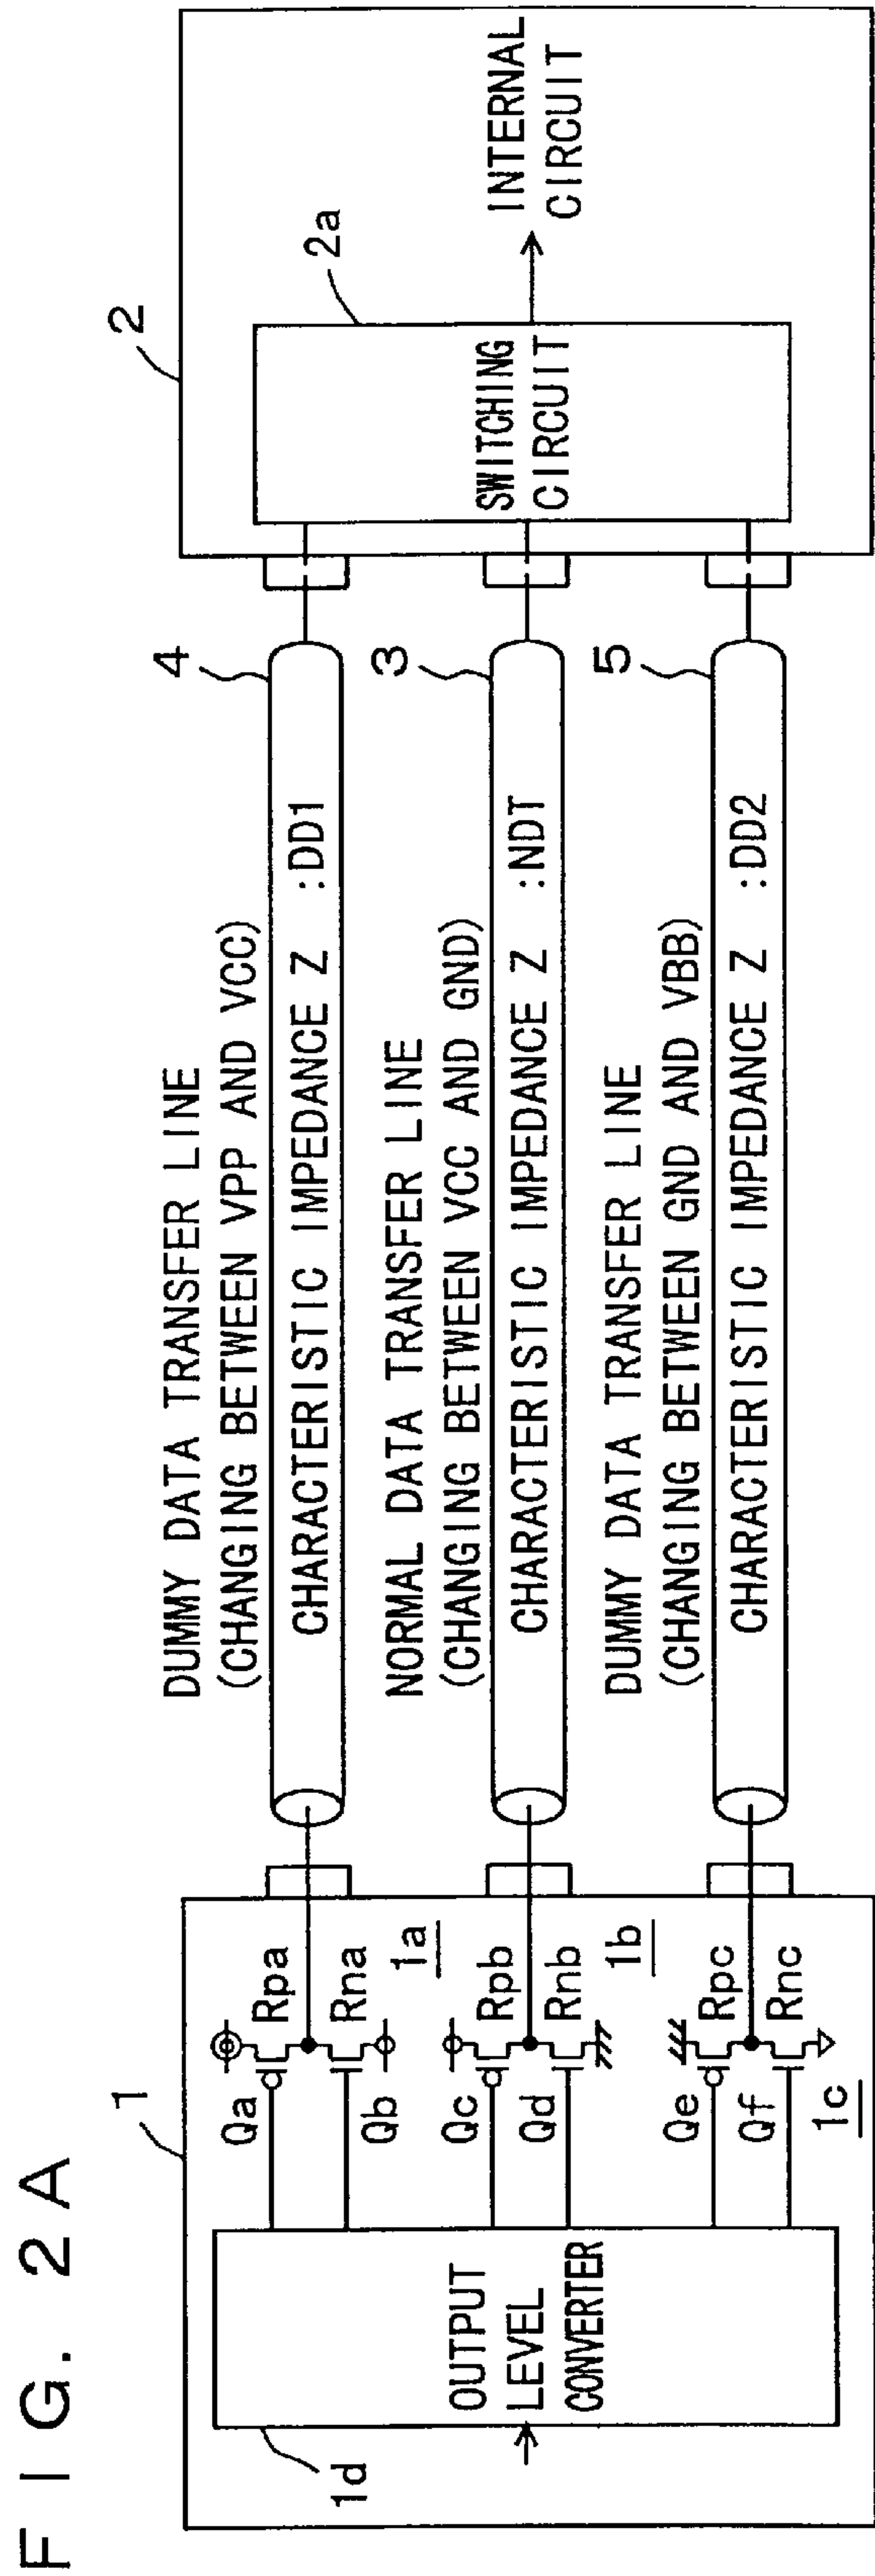 FIG. 2A
1
1d
OUTPUT
LEVEL
CONVERTER
Qa
Rpa
Qb
Rna
1a
Qc
Rpb
Qd
Rnb
1b
Qe
Rpc
Qf
Rnc
1c
DUMMY DATA TRANSFER LINE
(CHANGING BETWEEN VPP AND VCC)
CHARACTERISTIC IMPEDANCE Z :DD1
4
NORMAL DATA TRANSFER LINE
(CHANGING BETWEEN VCC AND GND)
CHARACTERISTIC IMPEDANCE Z :NDT
3
DUMMY DATA TRANSFER LINE
(CHANGING BETWEEN GND AND VBB)
CHARACTERISTIC IMPEDANCE Z :DD2
5
2
2a
SWITCHING
CIRCUIT
INTERNAL
CIRCUIT